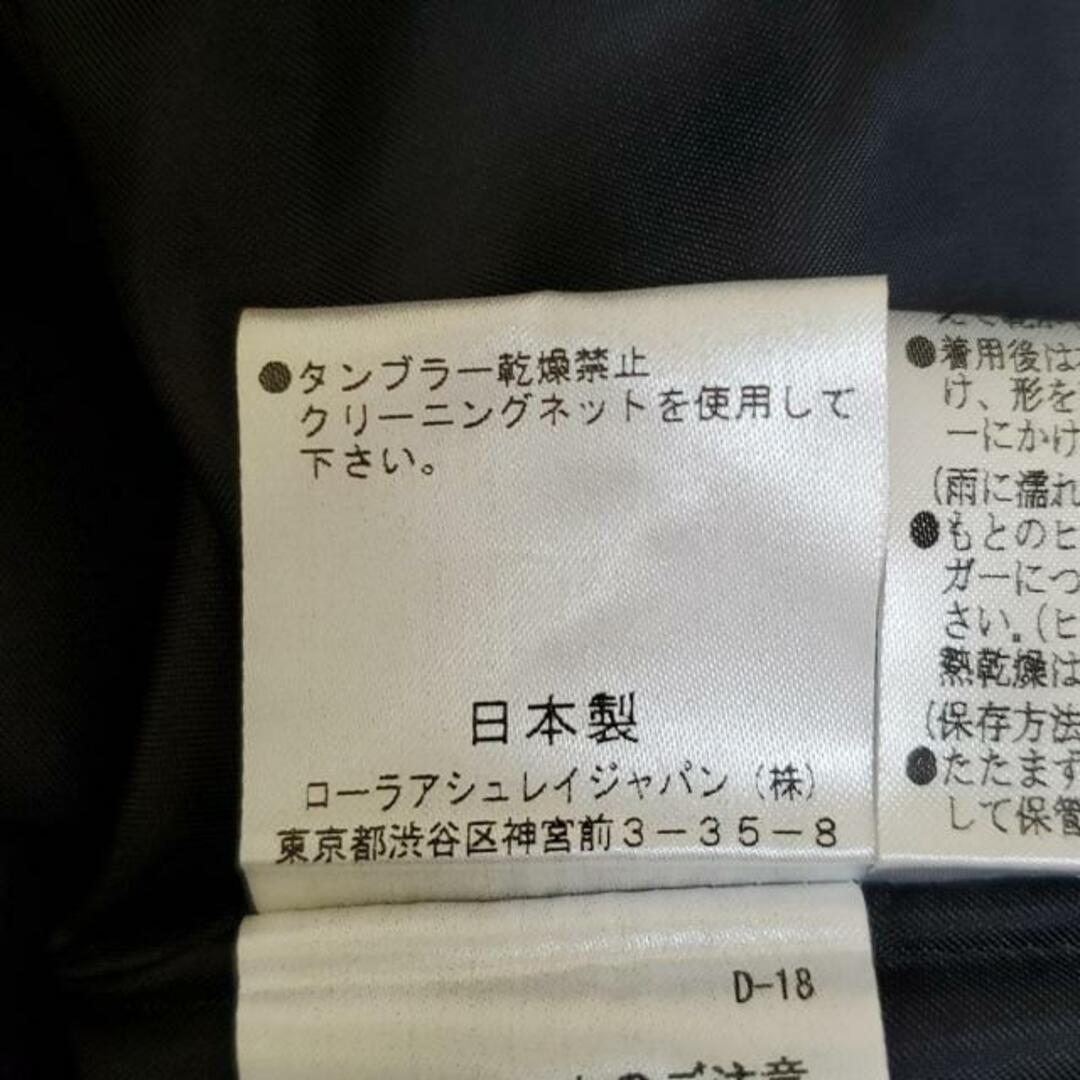 ●タンブラー乾燥禁止
クリーニングネットを使用して
下さい。
日本製
ローラアシュレイジャパン（株）
東京都渋谷区神宮前３－３５－８
D-18
のご注意
●着用後は
け、形を
ーにかけ
(雨に濡れ
●もとのヒ
ガーにつ
さい。(ヒ
熱乾燥は
(保存方法
●たたまず
して保管